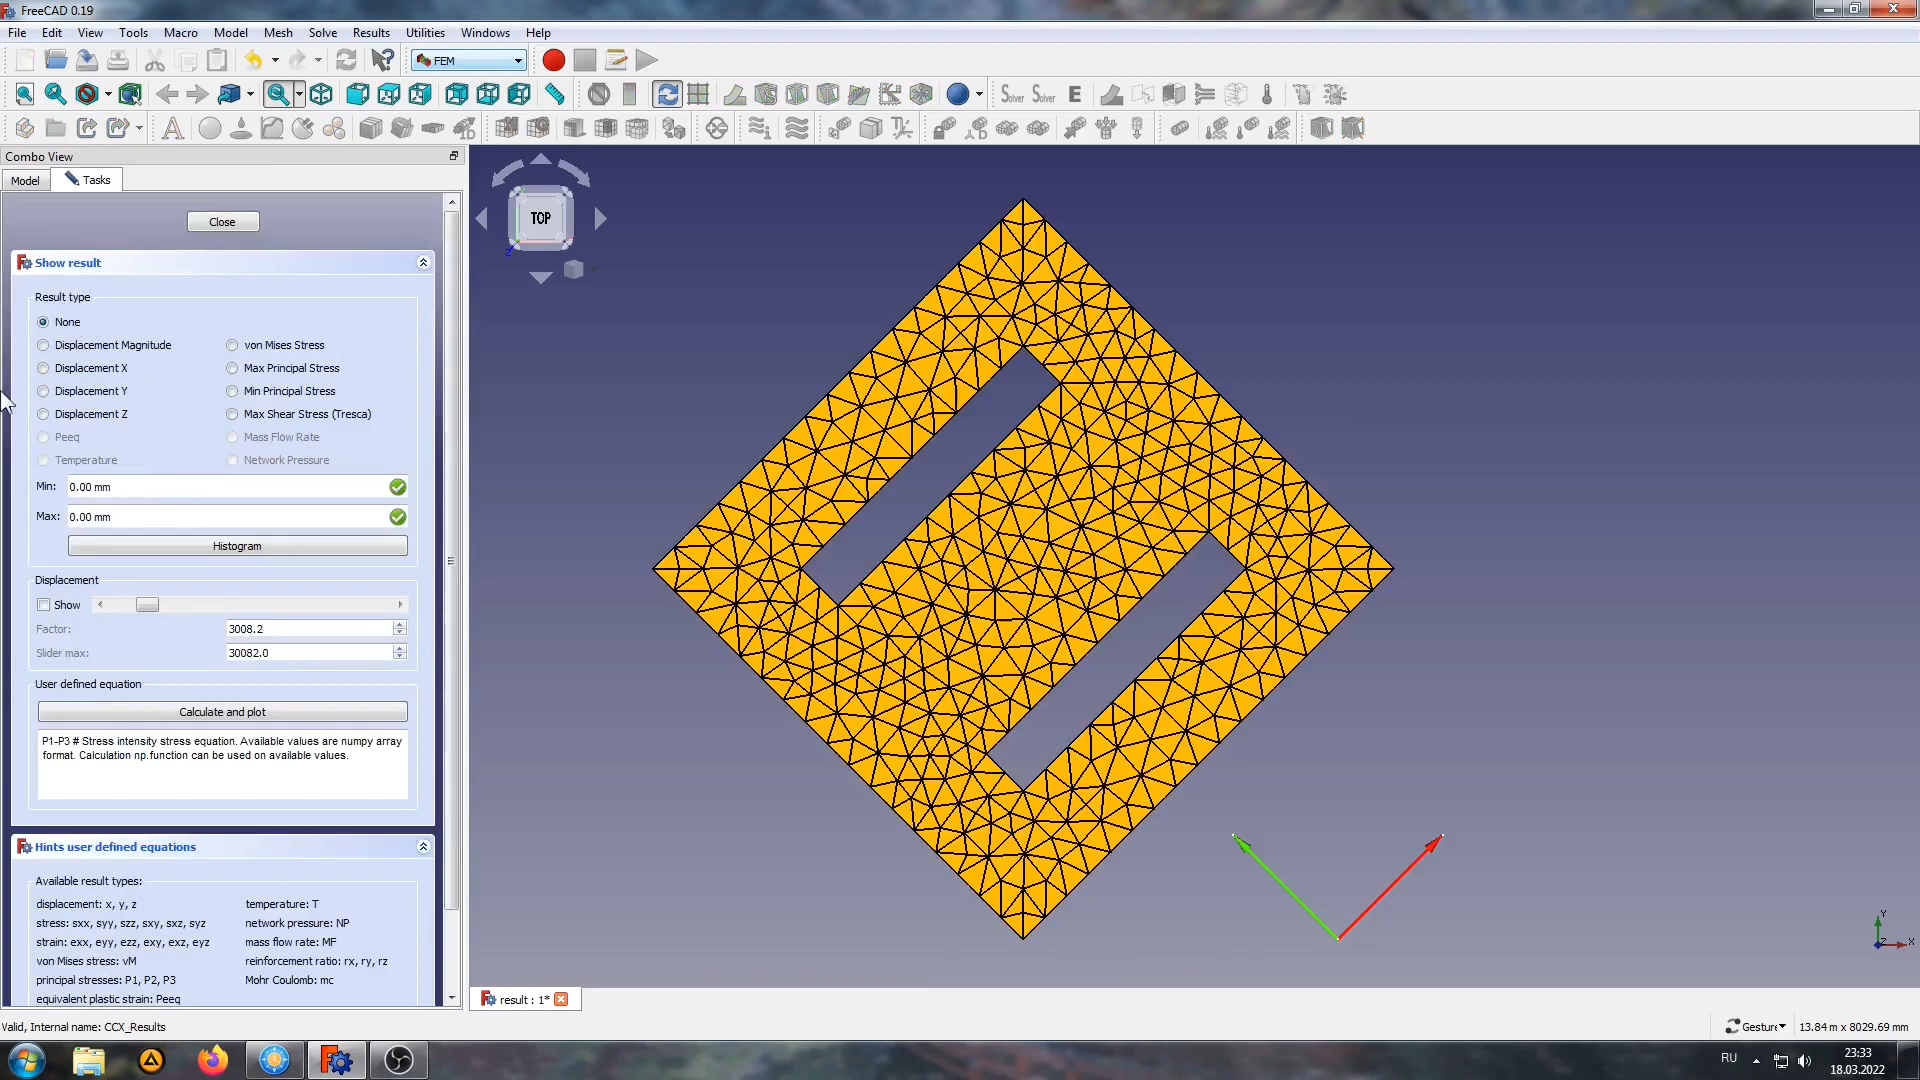 FreeCAD 0.19
File Edit View Tools Macro Model Mesh Solve Results Utilities Windows Help
FEM
Solver Solver E
Combo View
Model Tasks
Close
Show result
Result type
None
Displacement Magnitude von Mises Stress
Displacement X Max Principal Stress
Displacement Y Min Principal Stress
Displacement Z Max Shear Stress (Tresca)
Peeq Mass Flow Rate
Temperature Network Pressure
Min: 0.00 mm
Max: 0.00 mm
Histogram
Displacement
Show
Factor: 3008.2
Slider max: 30082.0
User defined equation
Calculate and plot
P1-P3 # Stress intensity stress equation. Available values are numpy array
format. Calculation np.function can be used on available values.
Hints user defined equations
Available result types:
displacement: x, y, z temperature: T
stress: sxx, syy, szz, sxy, sxz, syz network pressure: NP
strain: exx, eyy, ezz, exy, exz, eyz mass flow rate: MF
von Mises stress: vM reinforcement ratio: rx, ry, rz
principal stresses: P1, P2, P3 Mohr Coulomb: mc
equivalent plastic strain: Peeq
TOP
Z
Y
Z X
result : 1*
Valid, Internal name: CCX_Results
Gesture 13.84 m x 8029.69 mm
RU
23:33
18.03.2022